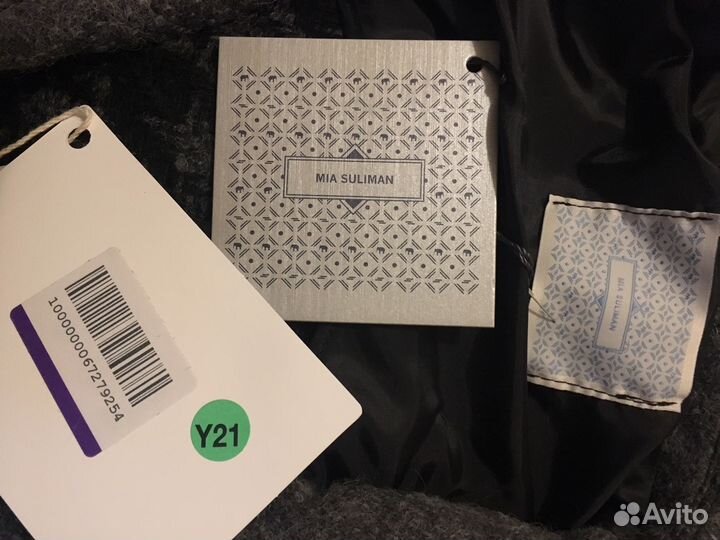 MIA SULIMAN
MIA SULIMAN
1000000067279254
Y21
Avito